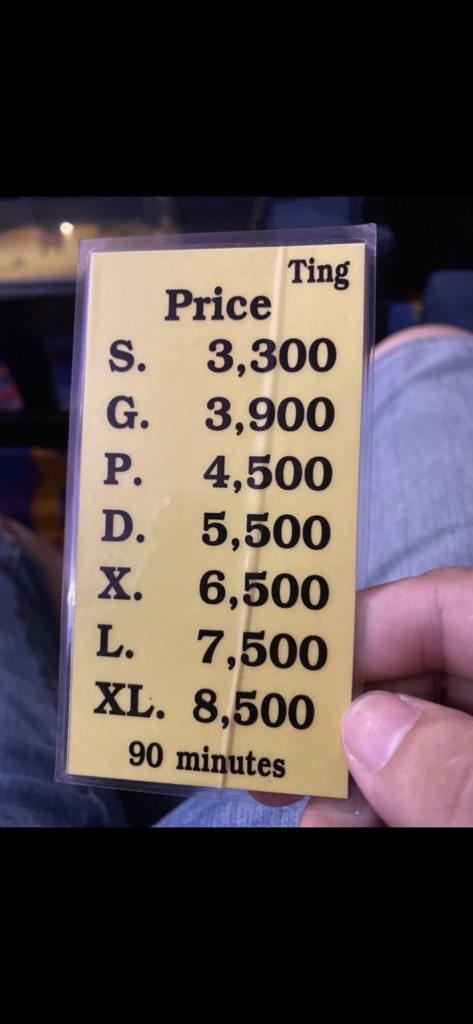 Ting
Price
S. 3,300
G. 3,900
P. 4,500
D. 5,500
X. 6,500
L. 7,500
XL. 8,500
90 minutes